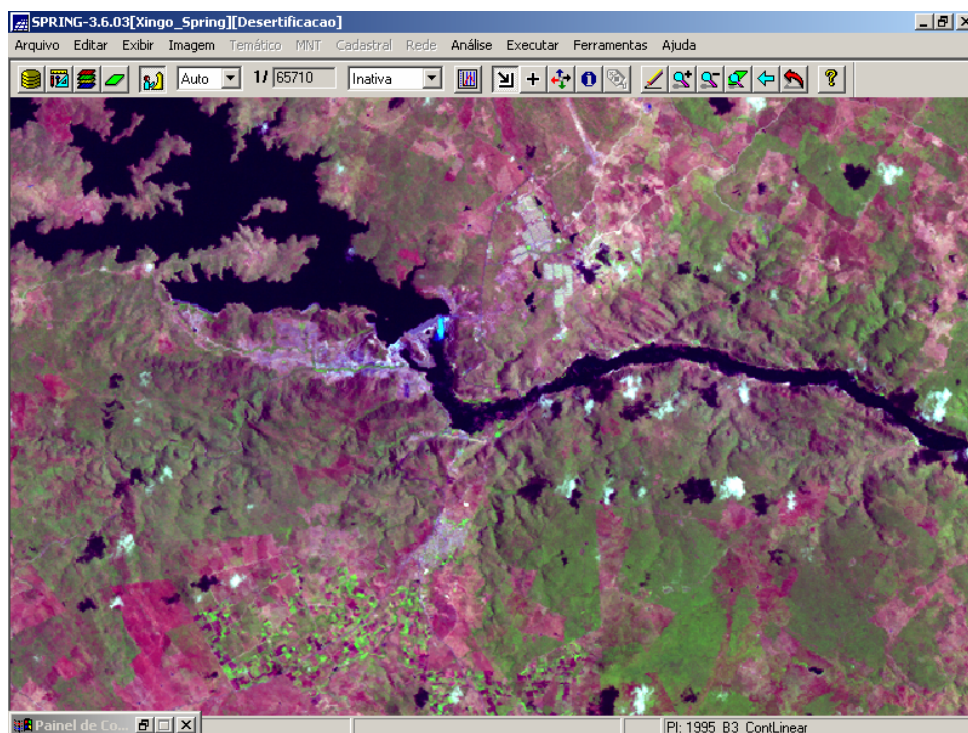 SPRING-3.6.03[Xingo_Spring][Desertificacao]
Arquivo Editar Exibir Imagem Temático MNT Cadastral Rede Análise Executar Ferramentas Ajuda
Auto 1/ 65710 Inativa
Painel de Co... PI: 1995_B3_ContLinear